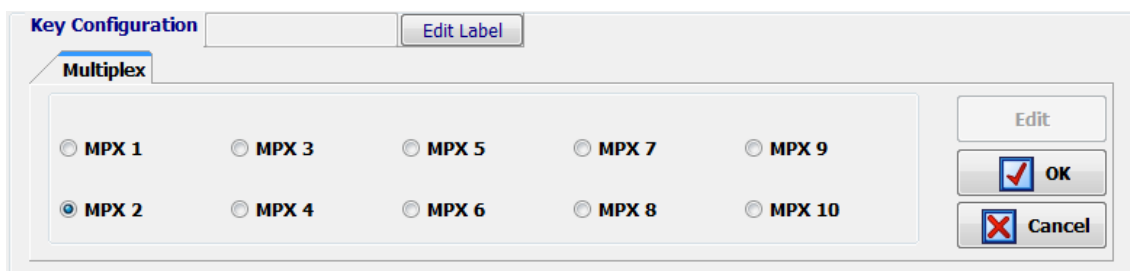 Key Configuration Edit Label
Multiplex
Edit
MPX 1 MPX 3 MPX 5 MPX 7 MPX 9
OK
MPX 2 MPX 4 MPX 6 MPX 8 MPX 10
Cancel